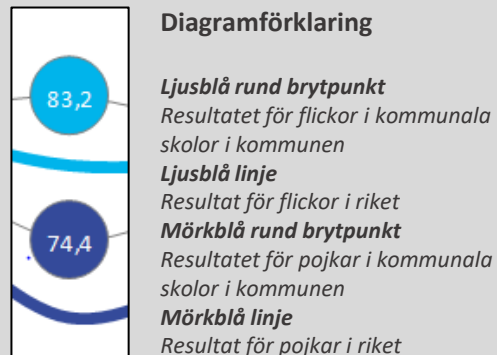 Diagramförklaring
83,2
Ljusblå rund brytpunkt
Resultatet för flickor i kommunala
skolor i kommunen
Ljusblå linje
Resultat för flickor i riket
74,4
Mörkblå rund brytpunkt
Resultatet för pojkar i kommunala
skolor i kommunen
Mörkblå linje
Resultat för pojkar i riket